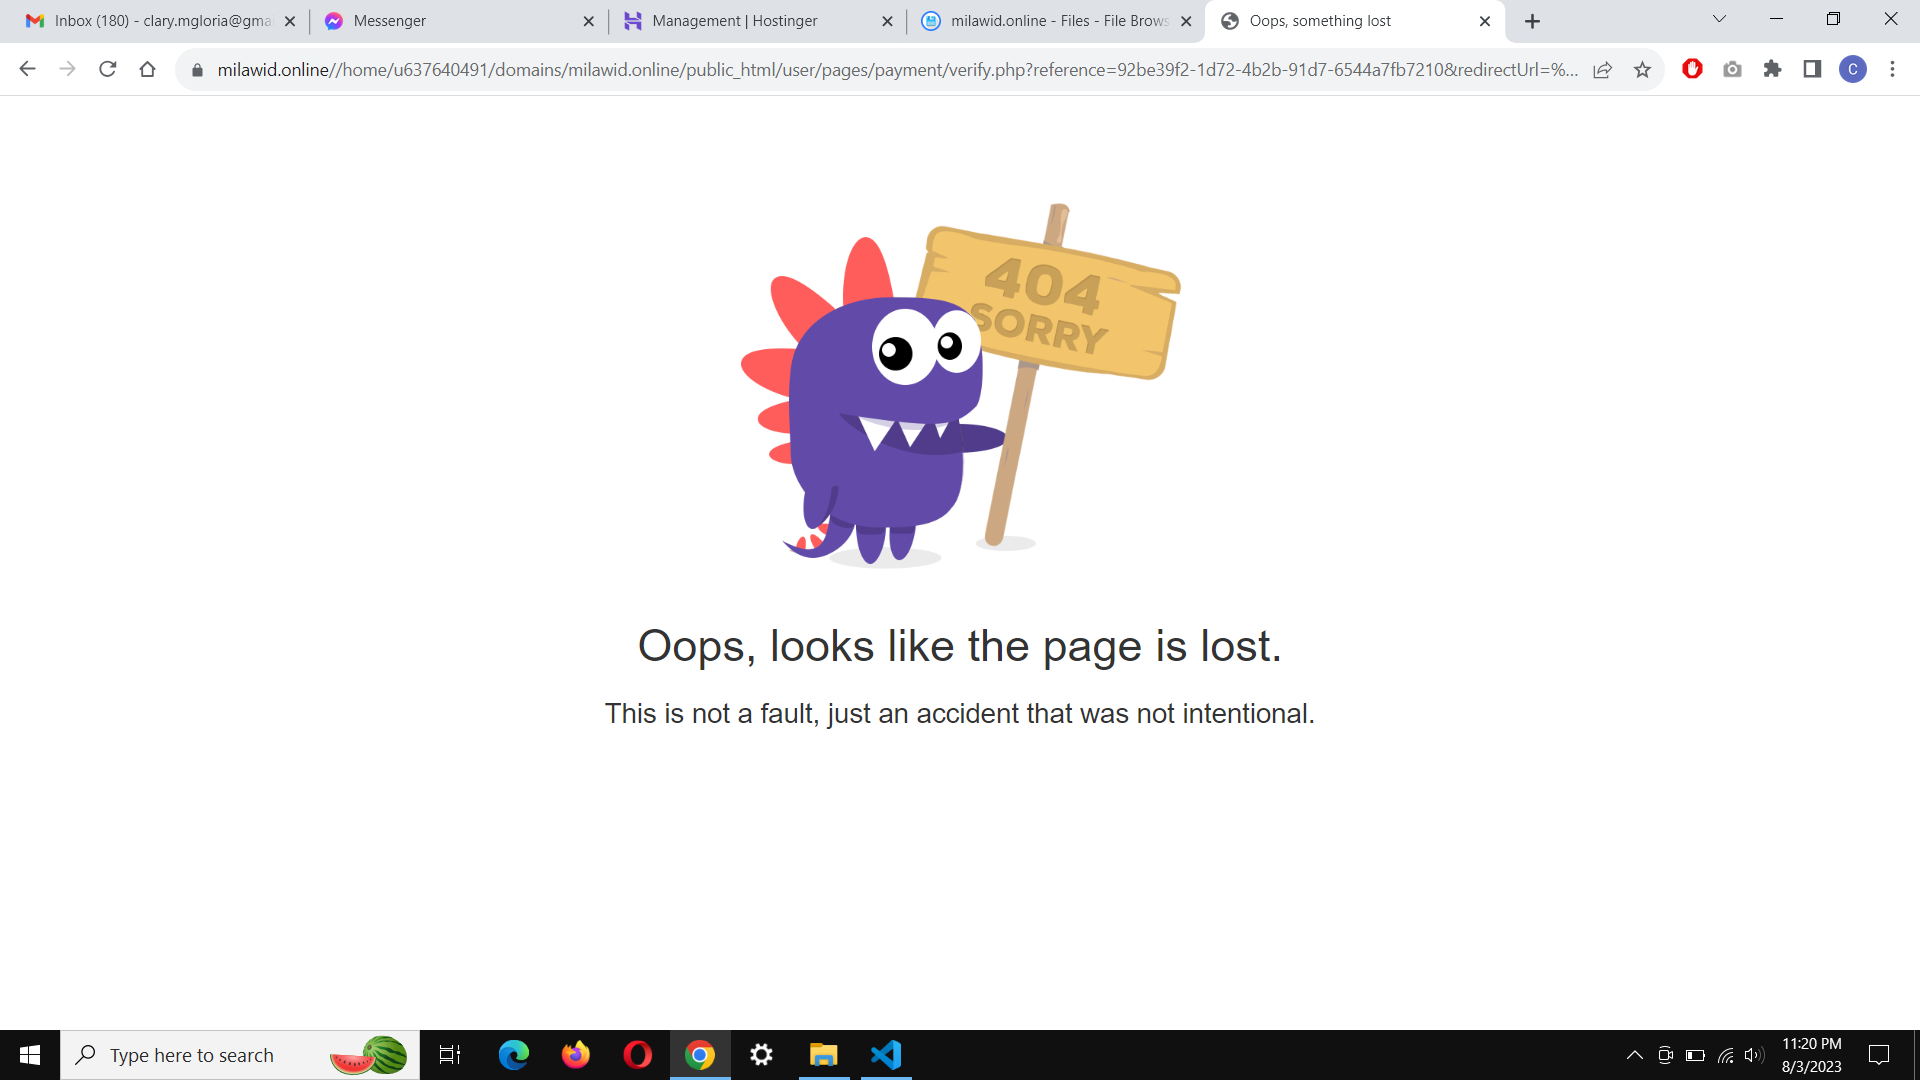 Inbox (180) - clary.mgloria@gma
Messenger
Management | Hostinger
milawid.online - Files - File Brows
Oops, something lost
milawid.online//home/u637640491/domains/milawid.online/public_html/user/pages/payment/verify.php?reference=92be39f2-1d72-4b2b-91d7-6544a7fb7210&redirectUrl=%...
C
404
SORRY
Oops, looks like the page is lost.
This is not a fault, just an accident that was not intentional.
Type here to search
11:20 PM
8/3/2023